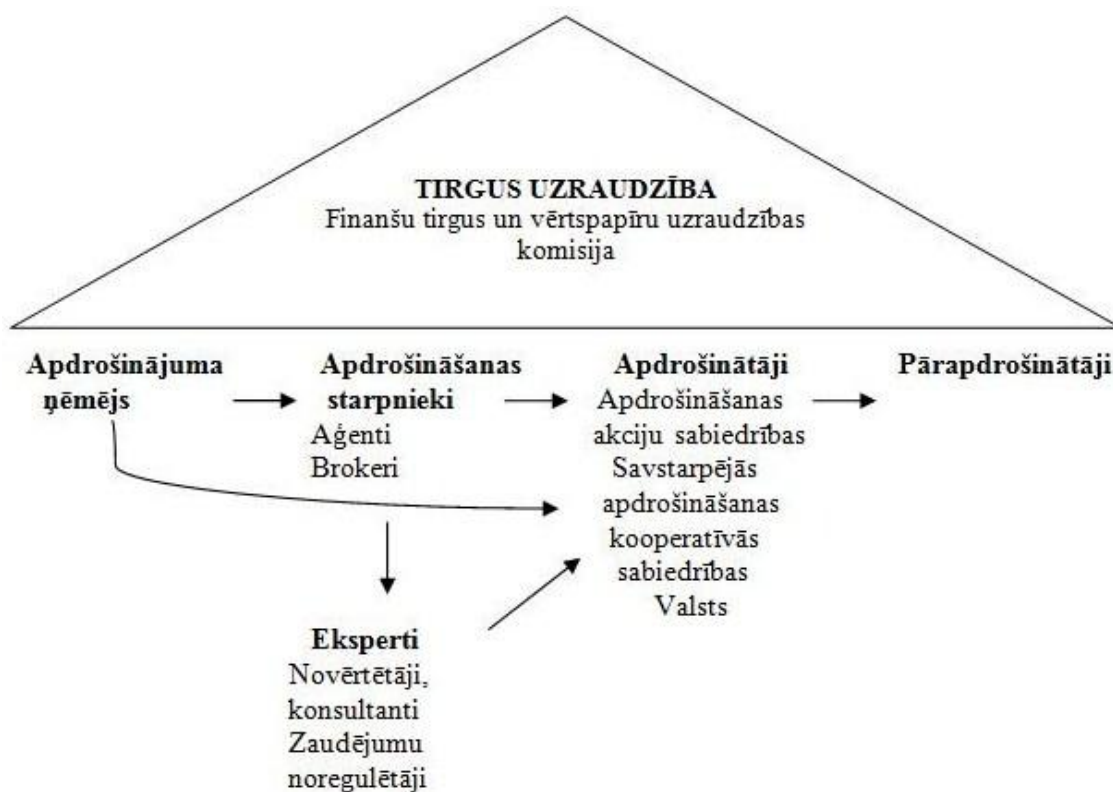 TIRGUS UZRAUDZĪBA
Finanšu tirgus un vērtspapīru uzraudzības
komisija
Apdrošinājuma
ņēmējs
Apdrošināšanas
starpnieki
Aģenti
Brokeri
Apdrošinātāji
Apdrošināšanas
akciju sabiedrības
Savstarpējās
apdrošināšanas
kooperatīvās
sabiedrības
Valsts
Pārapdrošinātāji
Eksperti
Novērtētāji,
konsultanti
Zaudējumu
noregulētāji